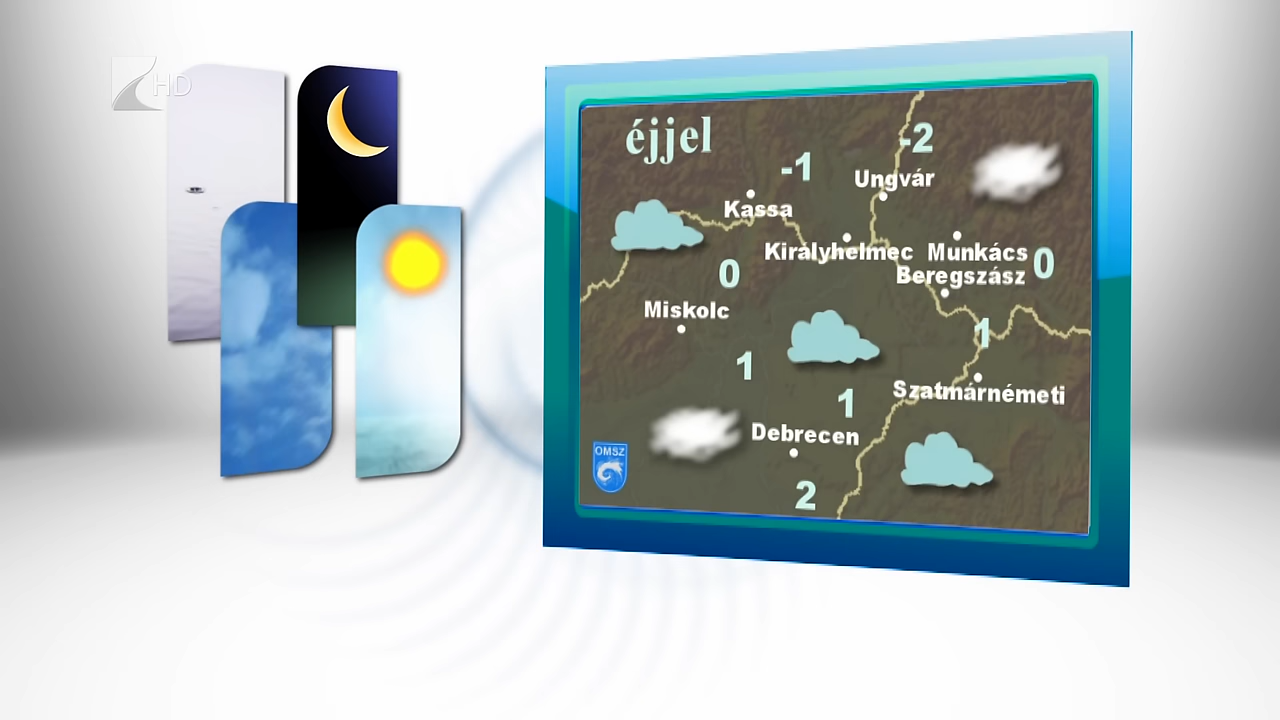 HD
éjjel
-2
-1
Ungvár
Kassa
Királyhelmec
Munkács
0
Beregszász
0
Miskolc
1
1
1
Szatmárnémeti
Debrecen
OMSZ
2